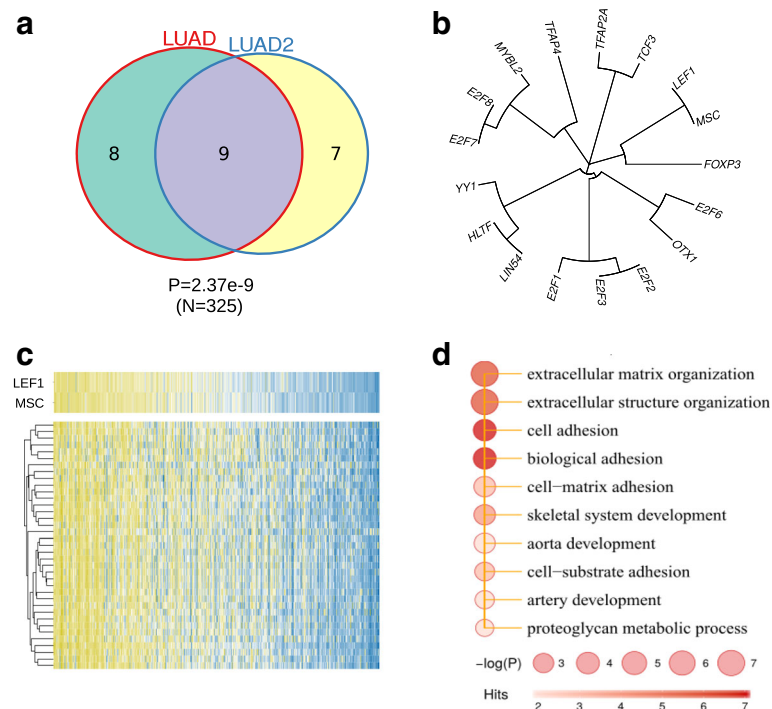 a
LUAD
LUAD2
8
9
7
P=2.37e-9
(N=325)
b
TFAP2A
TCF3
TFAP4
MYBL2
LEF1
E2F8
MSC
E2F7
FOXP3
YY1
E2F6
HLTF
OTX1
LIN54
E2F1
E2F3
E2F2
c
LEF1
MSC
d
extracellular matrix organization
extracellular structure organization
cell adhesion
biological adhesion
cell−matrix adhesion
skeletal system development
aorta development
cell−substrate adhesion
artery development
proteoglycan metabolic process
−log(P) 3 4 5 6 7
Hits
2 3 4 5 6 7